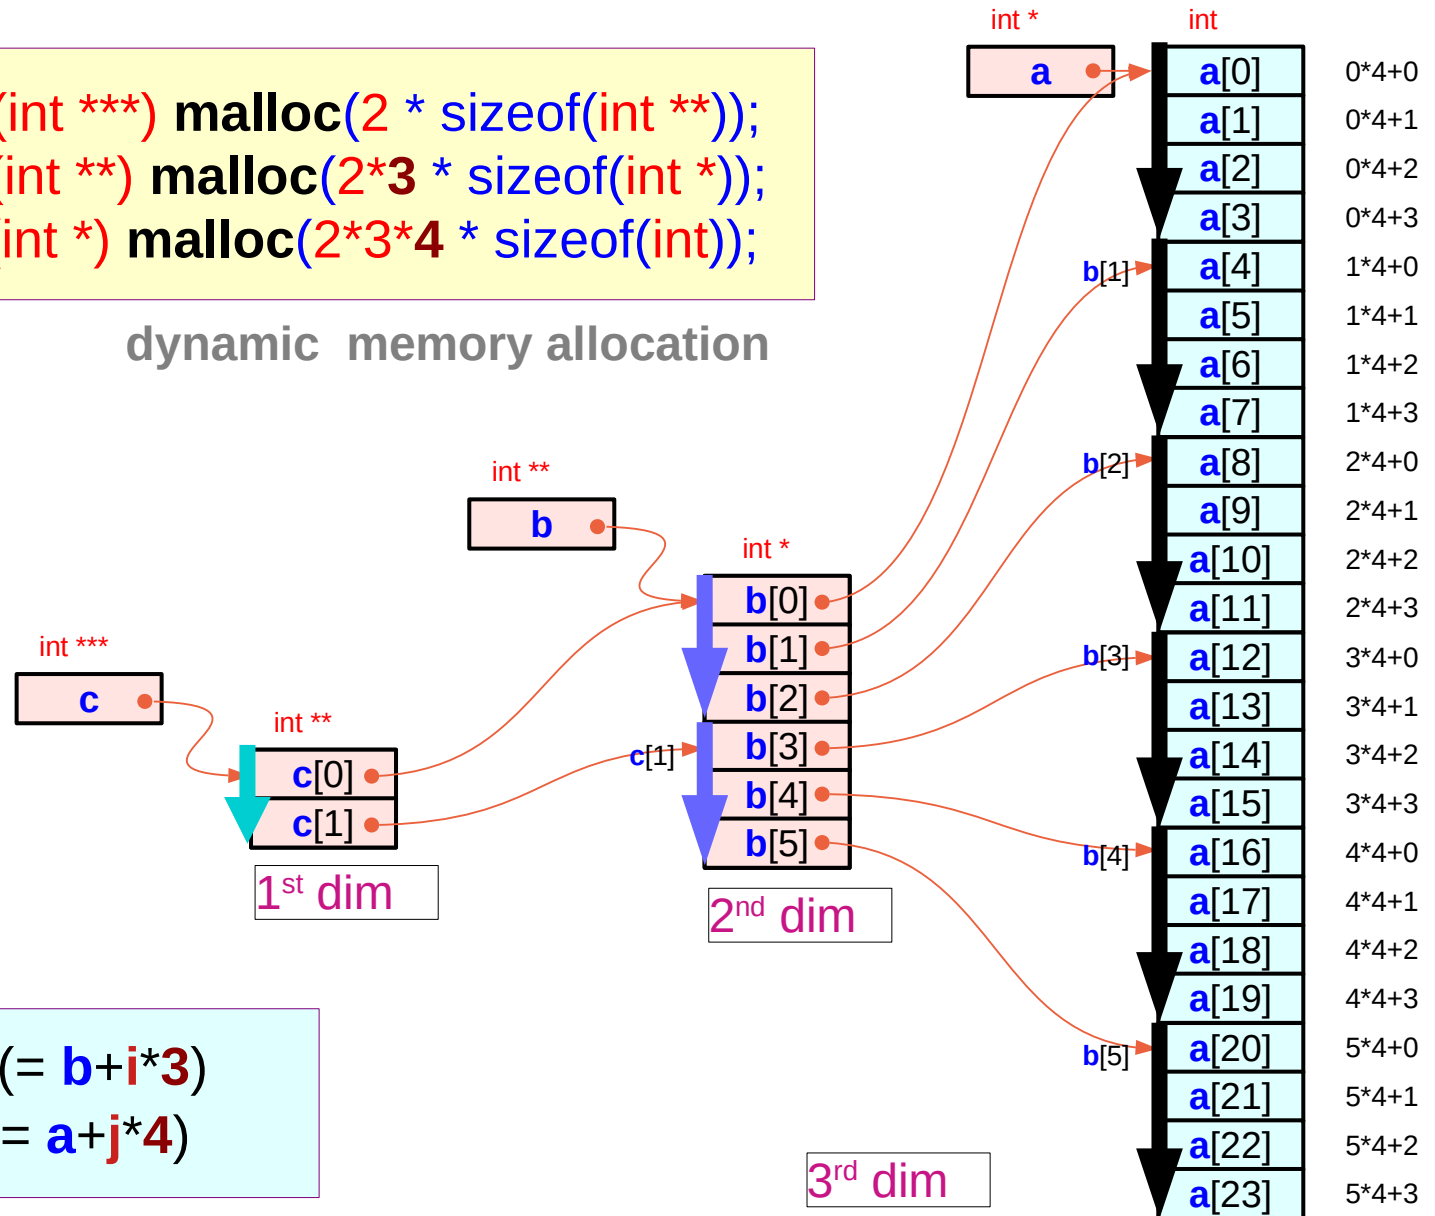 int *
int
a
(int ***) malloc(2 * sizeof(int **));
(int **) malloc(2*3 * sizeof(int *));
int *) malloc(2*3*4 * sizeof(int));
dynamic memory allocation
int **
b
int *
b[0]
b[1]
b[2]
b[3]
b[4]
b[5]
int ***
c
int **
c[0]
c[1]
c[1]
1st dim
2nd dim
3rd dim
(= b+i*3)
= a+j*4)
b[1]
b[2]
b[3]
b[4]
b[5]
a[0] 0*4+0
a[1] 0*4+1
a[2] 0*4+2
a[3] 0*4+3
a[4] 1*4+0
a[5] 1*4+1
a[6] 1*4+2
a[7] 1*4+3
a[8] 2*4+0
a[9] 2*4+1
a[10] 2*4+2
a[11] 2*4+3
a[12] 3*4+0
a[13] 3*4+1
a[14] 3*4+2
a[15] 3*4+3
a[16] 4*4+0
a[17] 4*4+1
a[18] 4*4+2
a[19] 4*4+3
a[20] 5*4+0
a[21] 5*4+1
a[22] 5*4+2
a[23] 5*4+3